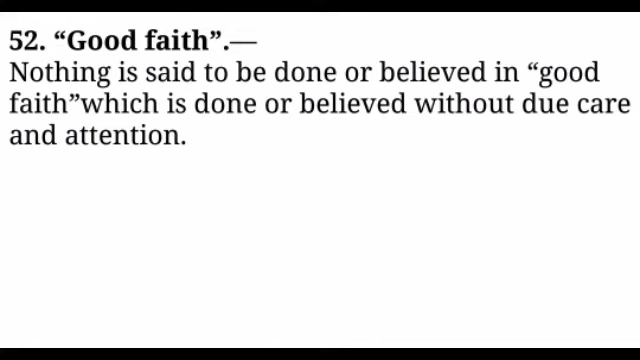 52. “Good faith”.—
Nothing is said to be done or believed in “good
faith”which is done or believed without due care
and attention.